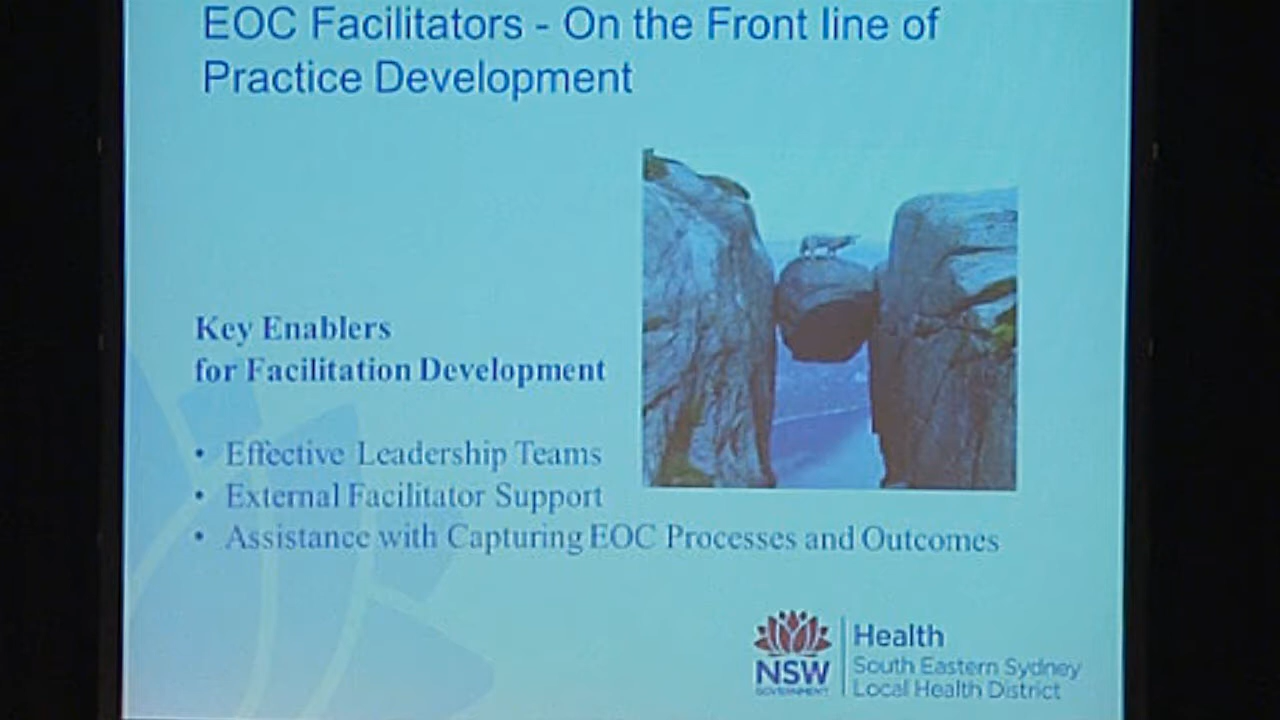 EOC Facilitators - On the Front line of
Practice Development
Key Enablers
for Facilitation Development
• Effective Leadership Teams
• External Facilitator Support
• Assistance with Capturing EOC Processes and Outcomes
NSW
GOVERNMENT
Health
South Eastern Sydney
Local Health District